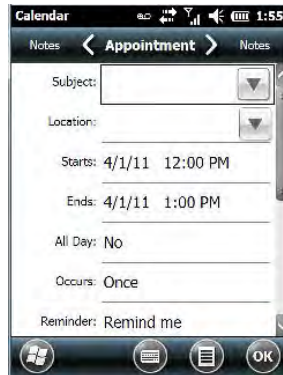 Calendar 1:55
Notes Appointment Notes
Subject:
Location:
Starts: 4/1/11 12:00 PM
Ends: 4/1/11 1:00 PM
All Day: No
Occurs: Once
Reminder: Remind me
OK